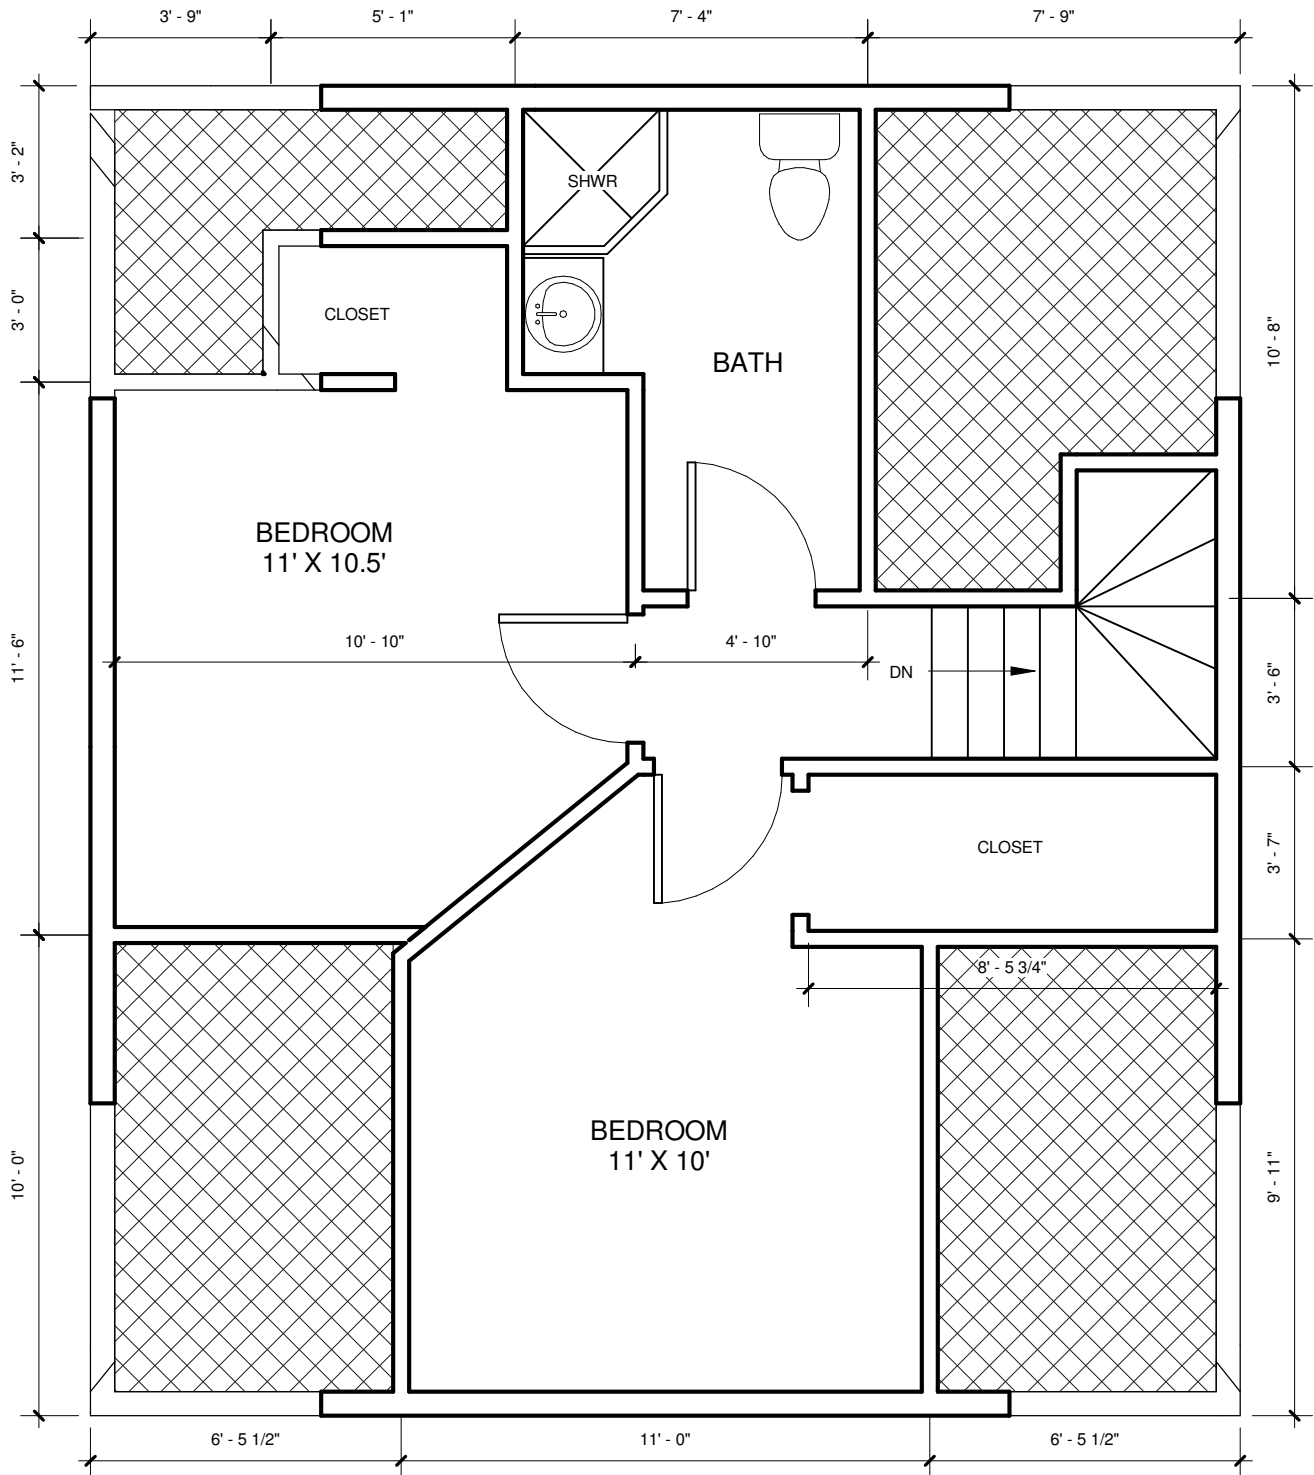 3' - 9"
5' - 1"
7' - 4"
7' - 9"
3' - 2"
SHWR
3' - 0"
CLOSET
10' - 8"
BATH
BEDROOM
11' X 10.5'
11' - 6"
10' - 10"
4' - 10"
DN
3' - 6"
CLOSET
3' - 7"
8' - 5 3/4"
BEDROOM
11' X 10'
10' - 0"
9' - 11"
6' - 5 1/2"
11' - 0"
6' - 5 1/2"